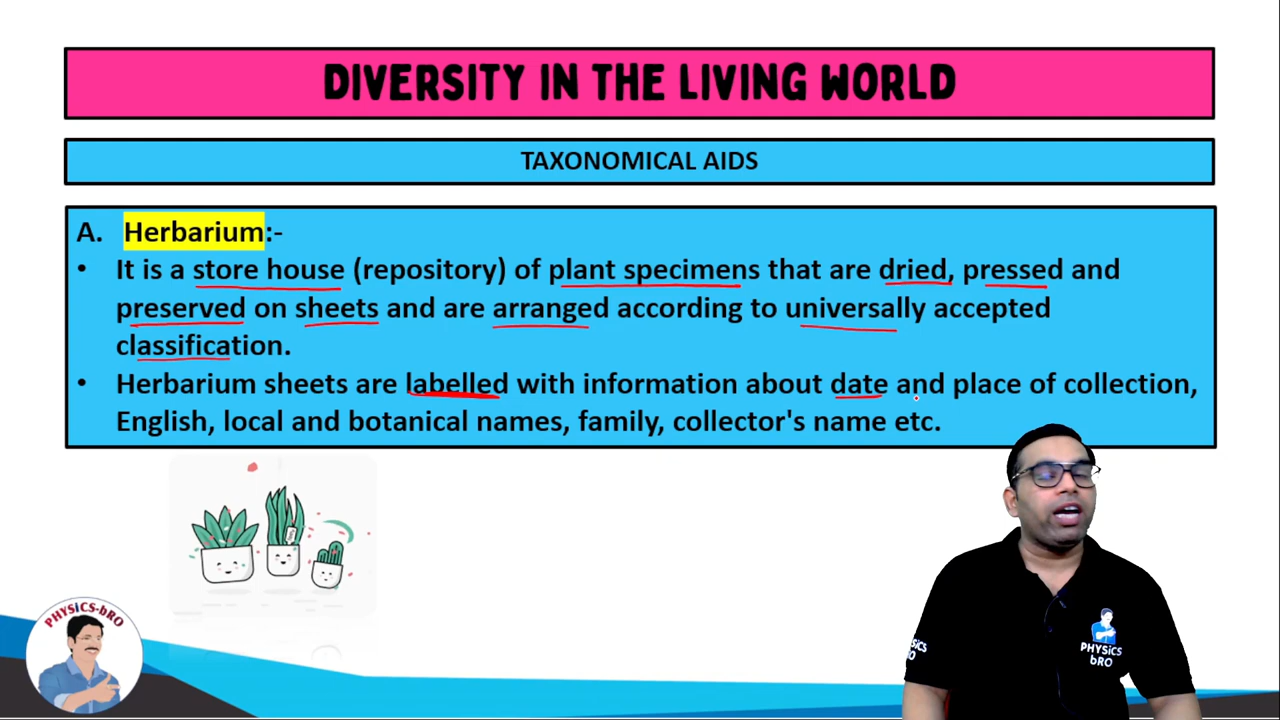 DIVERSITY IN THE LIVING WORLD
TAXONOMICAL AIDS
A. Herbarium:-
• It is a store house (repository) of plant specimens that are dried, pressed and
preserved on sheets and are arranged according to universally accepted
classification.
• Herbarium sheets are labelled with information about date and place of collection,
English, local and botanical names, family, collector's name etc.
PHYSICS-bRO
PHYSICS
bRO